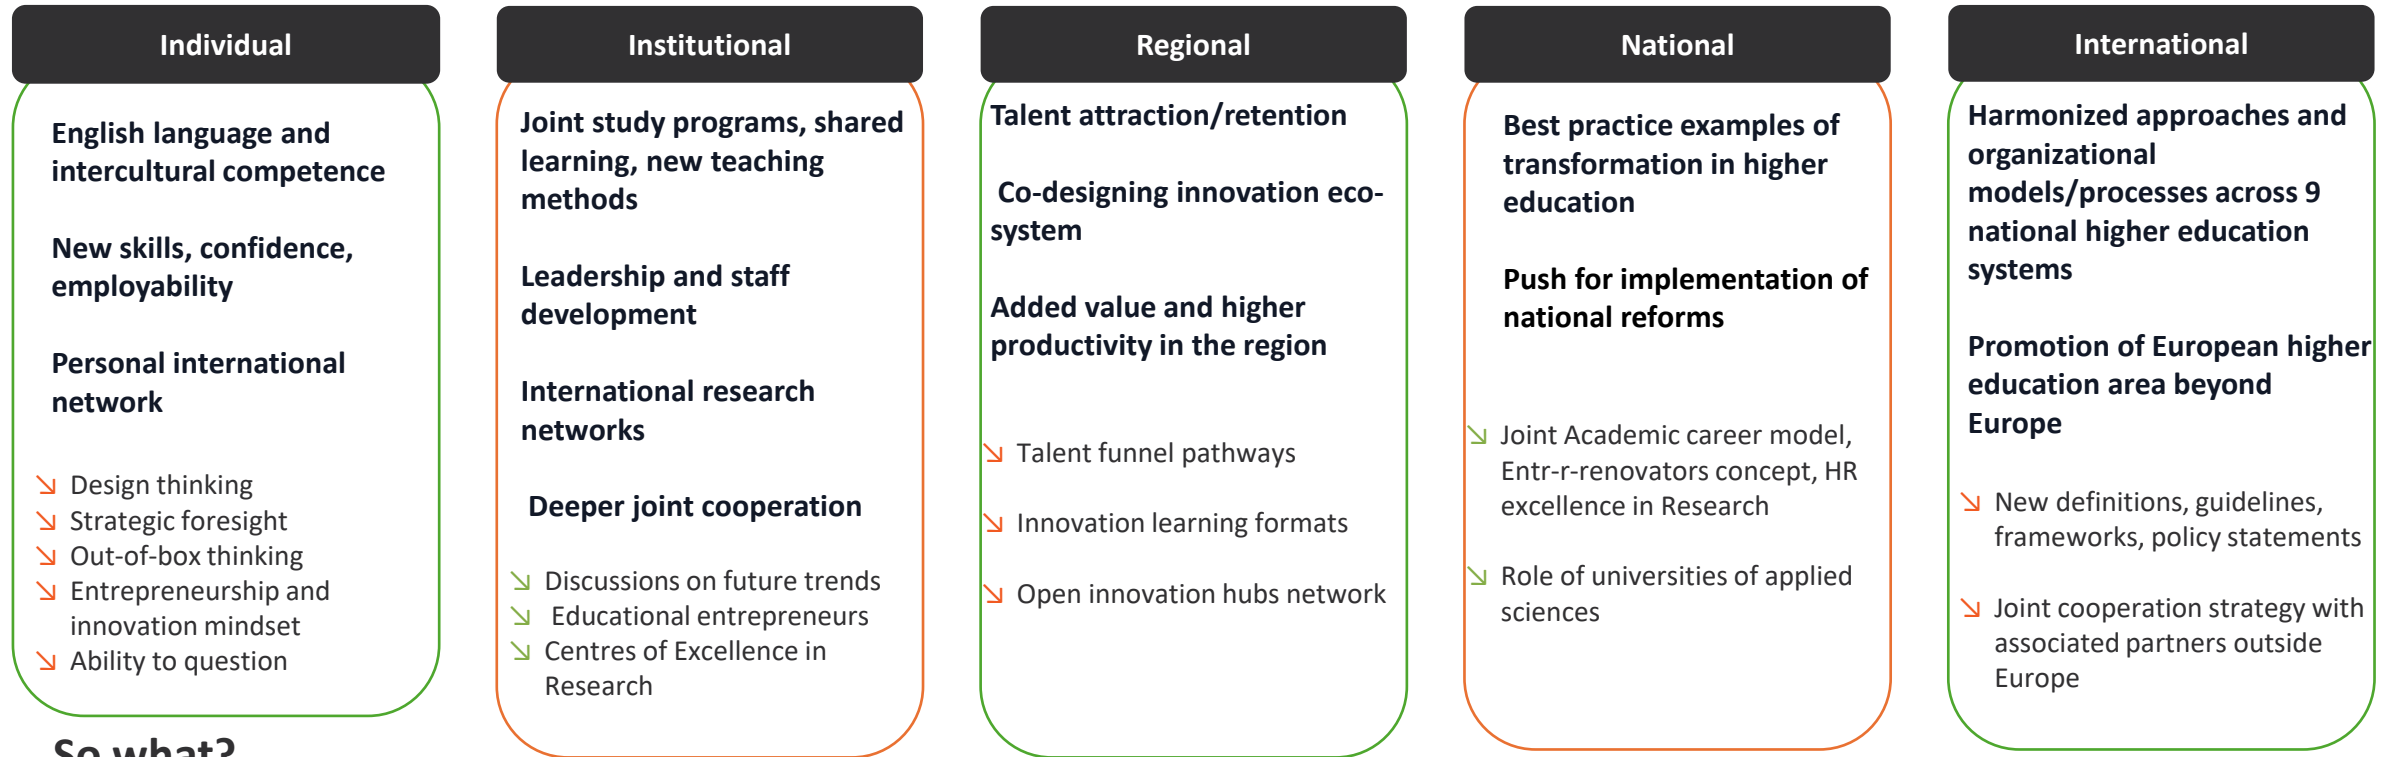 Individual
English language and
intercultural competence
New skills, confidence,
employability
Personal international
network
Design thinking
Strategic foresight
Out-of-box thinking
Entrepreneurship and
innovation mindset
Ability to question
Institutional
Joint study programs, shared
learning, new teaching
methods
Leadership and staff
development
International research
networks
Deeper joint cooperation
Discussions on future trends
Educational entrepreneurs
Centres of Excellence in
Research
Regional
Talent attraction/retention
Co-designing innovation eco-
system
Added value and higher
productivity in the region
Talent funnel pathways
Innovation learning formats
Open innovation hubs network
National
Best practice examples of
transformation in higher
education
Push for implementation of
national reforms
Joint Academic career model,
Entr-r-renovators concept, HR
excellence in Research
Role of universities of applied
sciences
International
Harmonized approaches and
organizational
models/processes across 9
national higher education
systems
Promotion of European higher
education area beyond
Europe
New definitions, guidelines,
frameworks, policy statements
Joint cooperation strategy with
associated partners outside
Europe
So what?